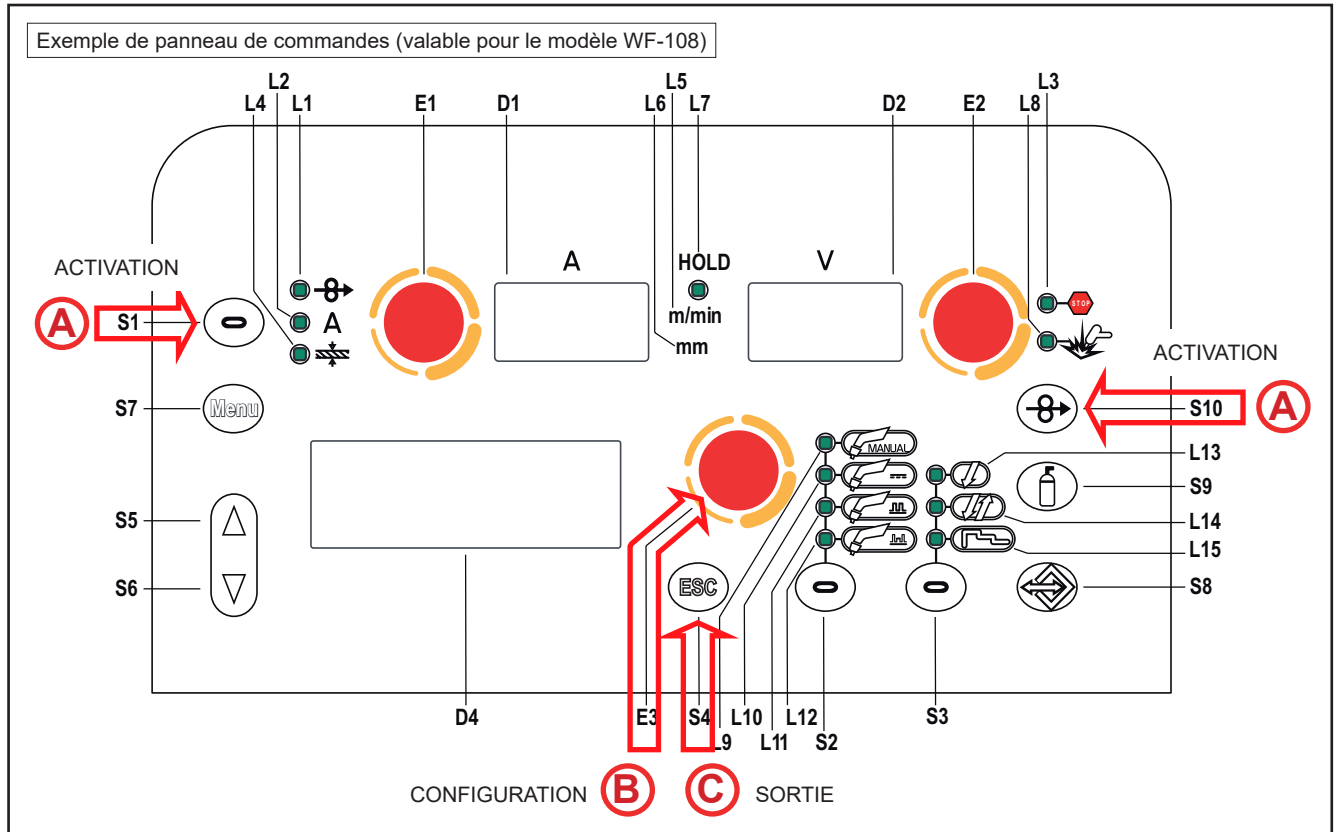 Exemple de panneau de commandes (valable pour le modèle WF-108)
L2 L5 L3
L4 L1 E1 D1 L6 L7 D2 E2 L8
ACTIVATION
A S1
A
A HOLD V
m/min
mm
STOP
ACTIVATION
S7 Menu
S10 A
MANUAL
L13
S9
S5
L14
L15
S6 ESC
S8
D4 E3 S4 L10 L12 S3
L9 L11 S2
CONFIGURATION B C SORTIE